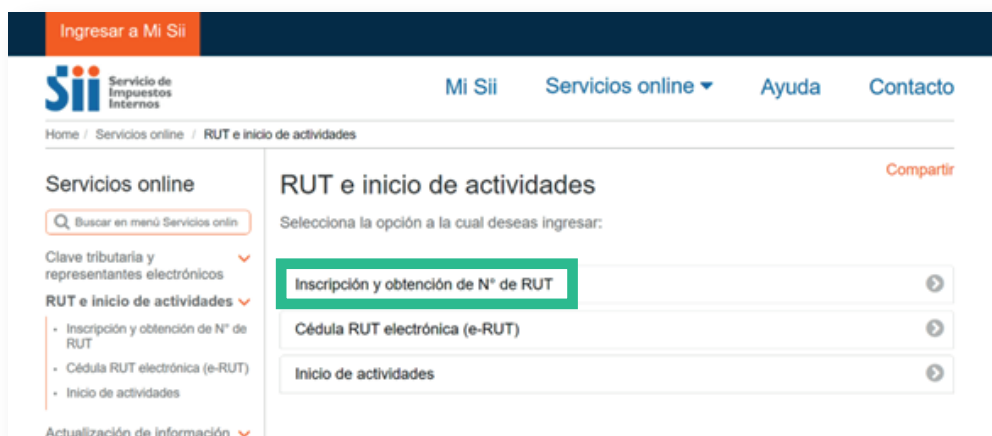 Ingresar a Mi Sii
Sii
Servicio de
Impuestos
Internos
Mi Sii
Servicios online
Ayuda
Contacto
Home / Servicios online / RUT e inicio de actividades
Servicios online
Buscar en menú Servicios onlin
Clave tributaria y
representantes electrónicos
RUT e inicio de actividades
Inscripción y obtención de N° de
RUT
Cédula RUT electrónica (e-RUT)
Inicio de actividades
Actualización de información
Compartir
RUT e inicio de actividades
Selecciona la opción a la cual deseas ingresar:
Inscripción y obtención de N° de RUT
Cédula RUT electrónica (e-RUT)
Inicio de actividades